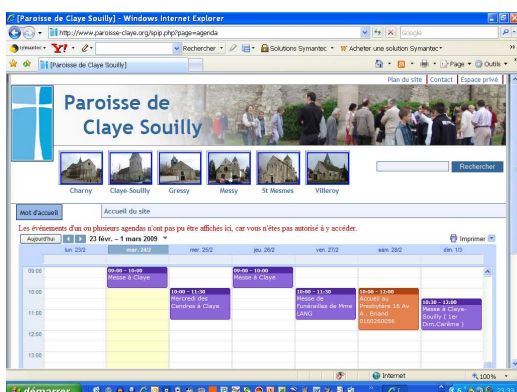 [Paroisse de Claye Souilly] - Windows Internet Explorer
http://www.paroisse-claye.org/spip.php?page=agenda
Google
Rechercher
Solutions Symantec
Acheter une solution Symantec
[Paroisse de Claye Souilly]
Page
Outils
Plan du site | Contact | Espace privé
Paroisse de
Claye Souilly
Charny
Claye-Souilly
Gressy
Messy
St Mesmes
Villeroy
Rechercher
Mot d'accueil
Accueil du site
Les événements d'un ou plusieurs agendas n'ont pas pu être affichés ici, car vous n'êtes pas autorisé à y accéder.
Aujourd'hui
23 févr. – 1 mars 2009
Imprimer
lun. 23/2
mar. 24/2
mer. 25/2
jeu. 26/2
ven. 27/2
sam. 28/2
dim. 1/3
09:00
09:00 - 10:00
Messe à Claye
09:00 - 10:00
Messe à Claye
10:00
10:00 - 11:30
Mercredi des
Cendres à Claye
10:00 - 11:30
Messe de
Funerailles de Mme
LANG
10:00 - 12:00
Accueil au
Presbytère 16 Av
A . Briand
0160260096
10:30 - 12:00
Messe à Claye-
Souilly ( 1er
Dim.Carême )
11:00
12:00
13:00
Internet
100%
démarrer
23:33